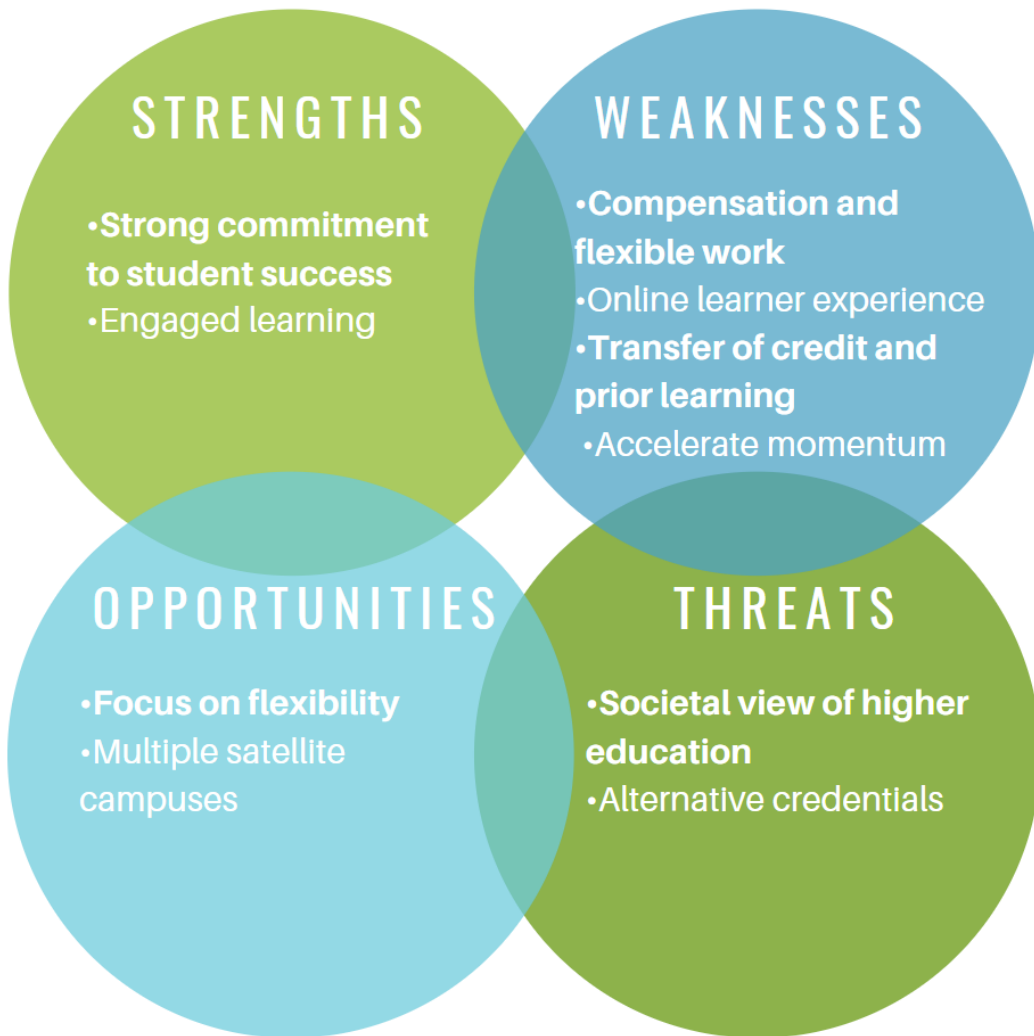 STRENGTHS
•Strong commitment
to student success
•Engaged learning
WEAKNESSES
•Compensation and
flexible work
•Online learner experience
•Transfer of credit and
prior learning
•Accelerate momentum
OPPORTUNITIES
•Focus on flexibility
•Multiple satellite
campuses
THREATS
•Societal view of higher
education
•Alternative credentials